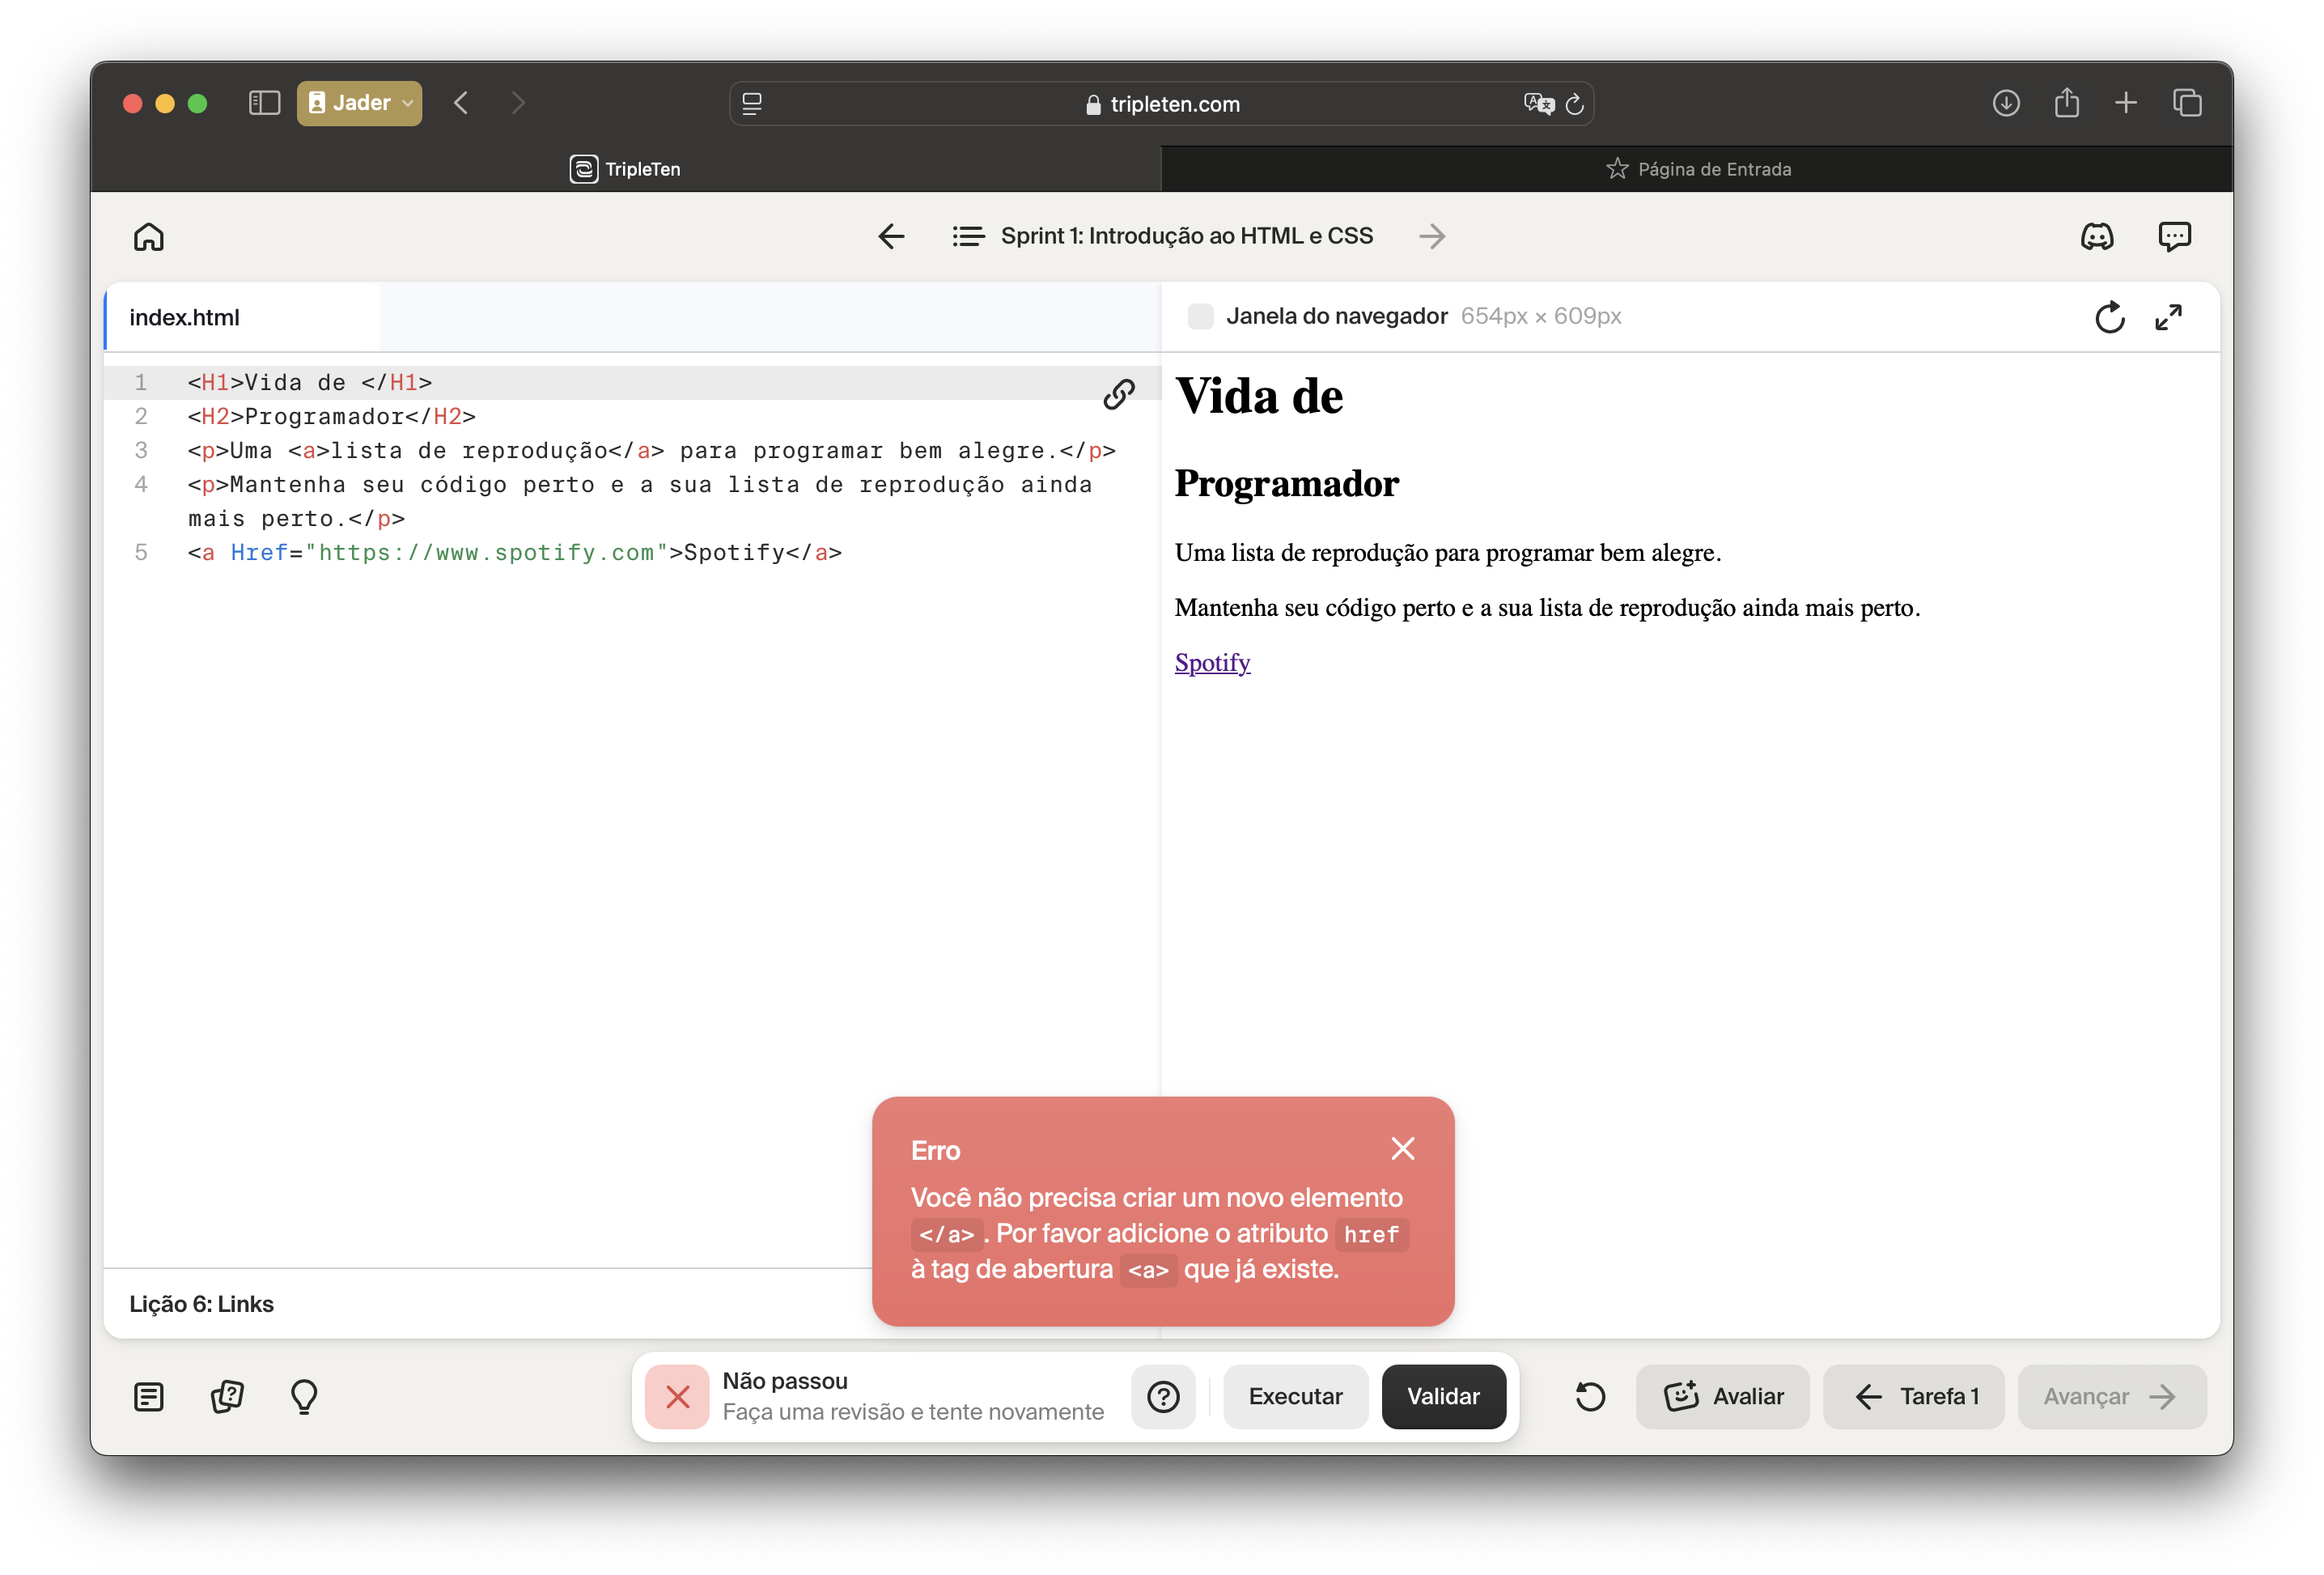 Jader
tripleten.com
TripleTen
Página de Entrada
Sprint 1: Introdução ao HTML e CSS
index.html
Janela do navegador 654px × 609px
1 <H1>Vida de </H1>
2 <H2>Programador</H2>
3 <p>Uma <a>lista de reprodução</a> para programar bem alegre.</p>
4 <p>Mantenha seu código perto e a sua lista de reprodução ainda
mais perto.</p>
5 <a Href="https://www.spotify.com">Spotify</a>
Vida de
Programador
Uma lista de reprodução para programar bem alegre.
Mantenha seu código perto e a sua lista de reprodução ainda mais perto.
Spotify
Erro
Você não precisa criar um novo elemento
</a>. Por favor adicione o atributo href
à tag de abertura <a> que já existe.
Lição 6: Links
Não passou
Faça uma revisão e tente novamente
Executar
Validar
Avaliar
Tarefa 1
Avançar